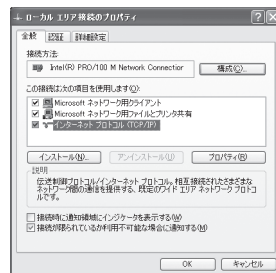 ローカル エリア接続のプロパティ
全般 認証 詳細設定
接続方法:
Intel(R) PRO/100 M Network Connection
構成(C)...
この接続は次の項目を使用します(O):
Microsoft ネットワーク用クライアント
Microsoft ネットワーク用ファイルとプリンタ共有
インターネット プロトコル (TCP/IP)
インストール(N)... アンインストール(U) プロパティ(R)
説明
伝送制御プロトコル/インターネット プロトコル。相互接続されたさまざまな
ネットワーク間の通信を提供する、既定のワイド エリア ネットワーク プロトコ
ルです。
接続時に通知領域にインジケータを表示する(W)
接続が限られているか利用不可能な場合に通知する(M)
OK キャンセル